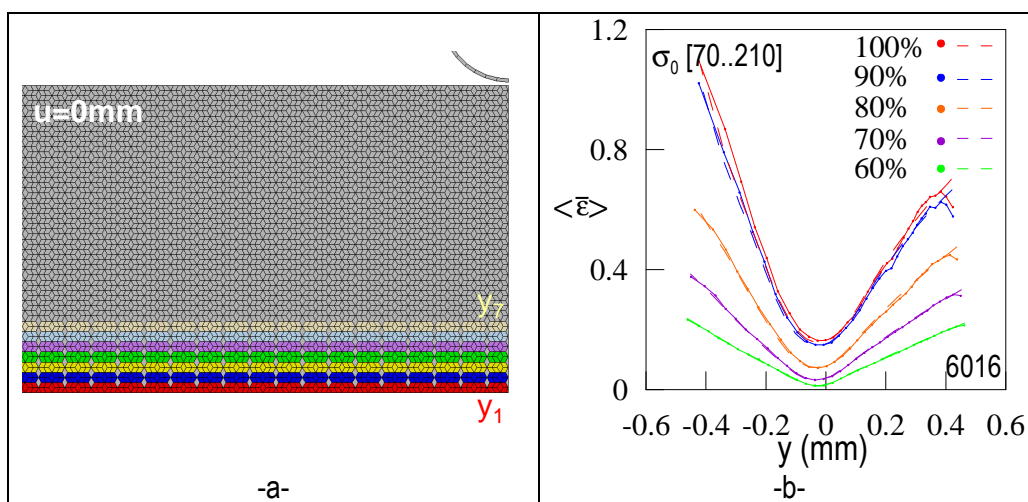 u=0mm
y7
y1
-a-
σ0 [70..210]
100%
90%
80%
70%
60%
<ε̄>
1.2
0.8
0.4
0
-0.6 -0.4 -0.2 0 0.2 0.4 0.6
6016
y (mm)
-b-